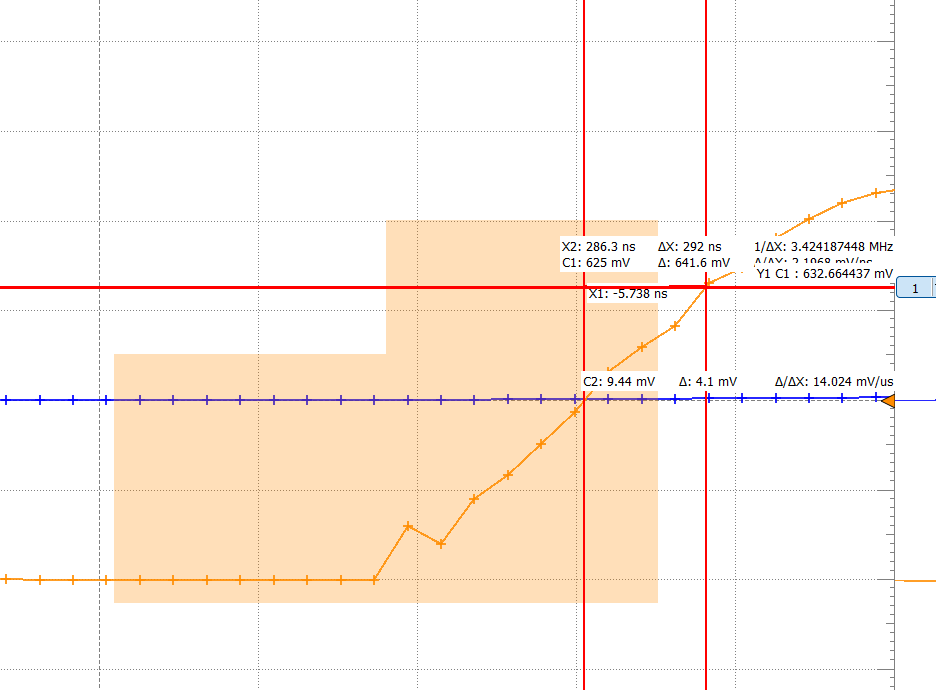 X2: 286.3 ns ΔX: 292 ns 1/ΔX: 3.424187448 MHz
C1: 625 mV Δ: 641.6 mV Δ/ΔX: 2.1968 mV/ns
Y1 C1 : 632.664437 mV
1
X1: -5.738 ns
C2: 9.44 mV Δ: 4.1 mV Δ/ΔX: 14.024 mV/us